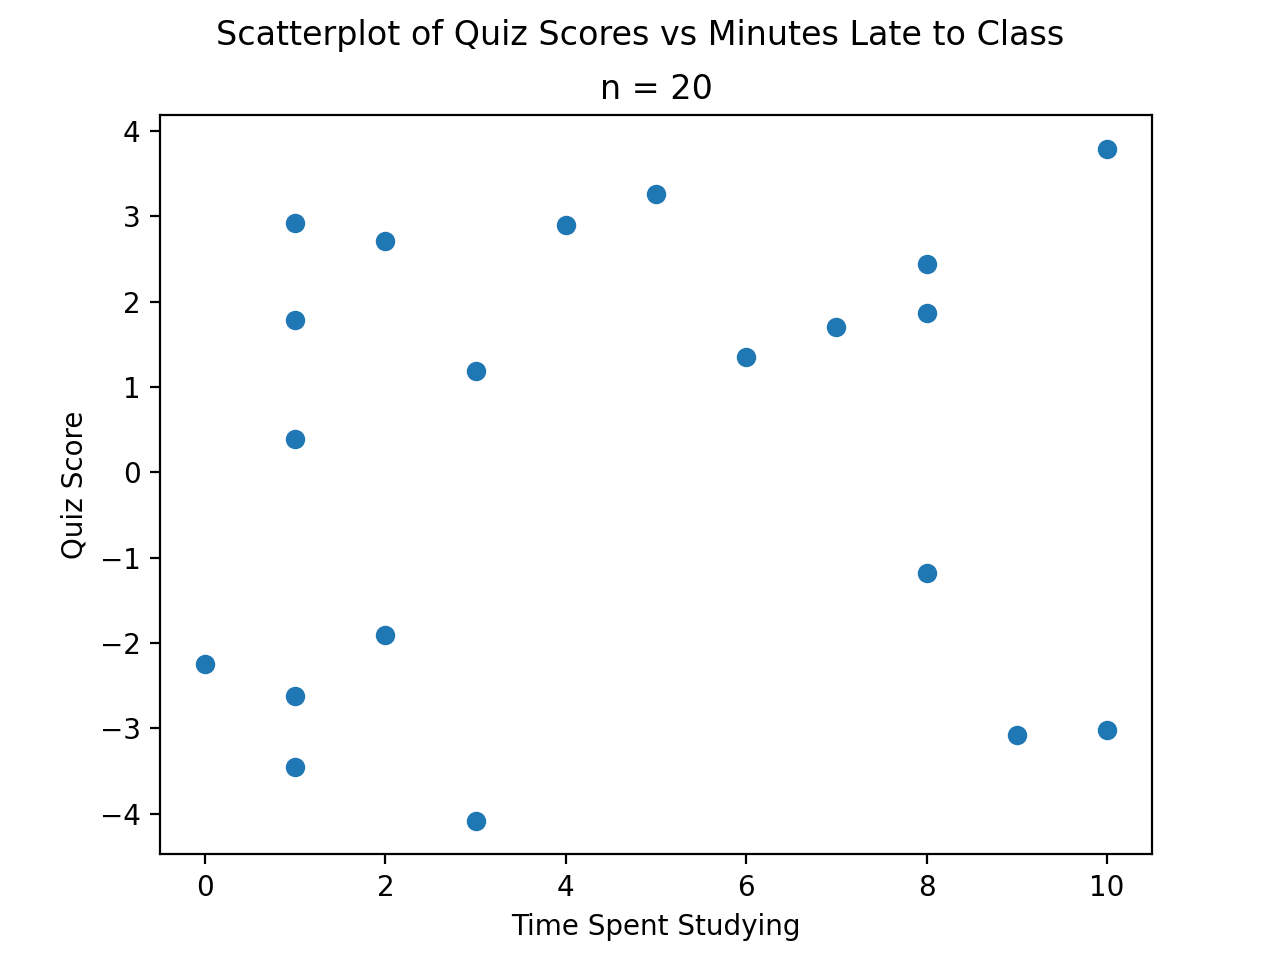 Scatterplot of Quiz Scores vs Minutes Late to Class
n = 20
4
3
2
1
0
−1
−2
−3
−4
Quiz Score
0 2 4 6 8 10
Time Spent Studying